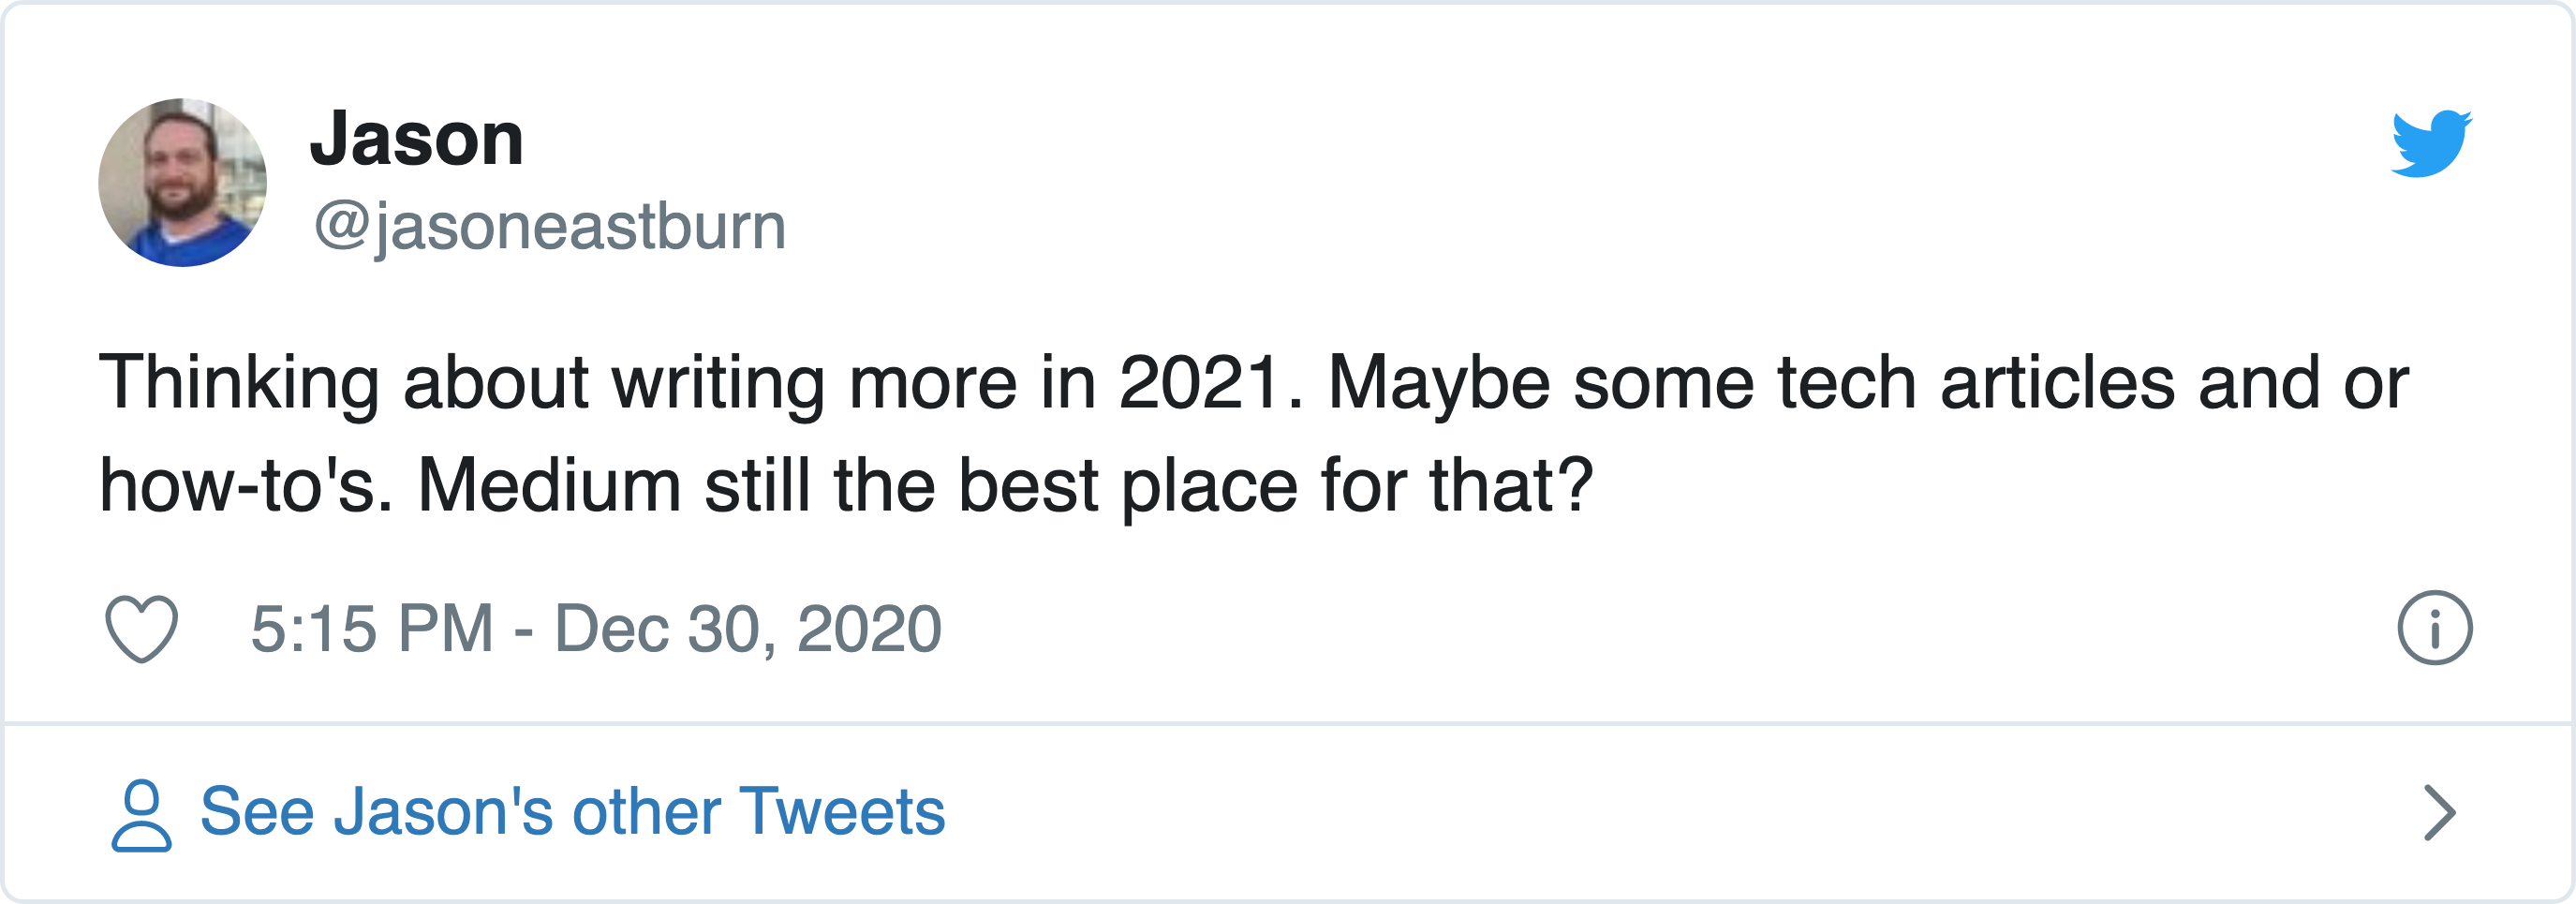 Jason
@jasoneastburn
Thinking about writing more in 2021. Maybe some tech articles and or
how-to's. Medium still the best place for that?
5:15 PM - Dec 30, 2020
See Jason's other Tweets